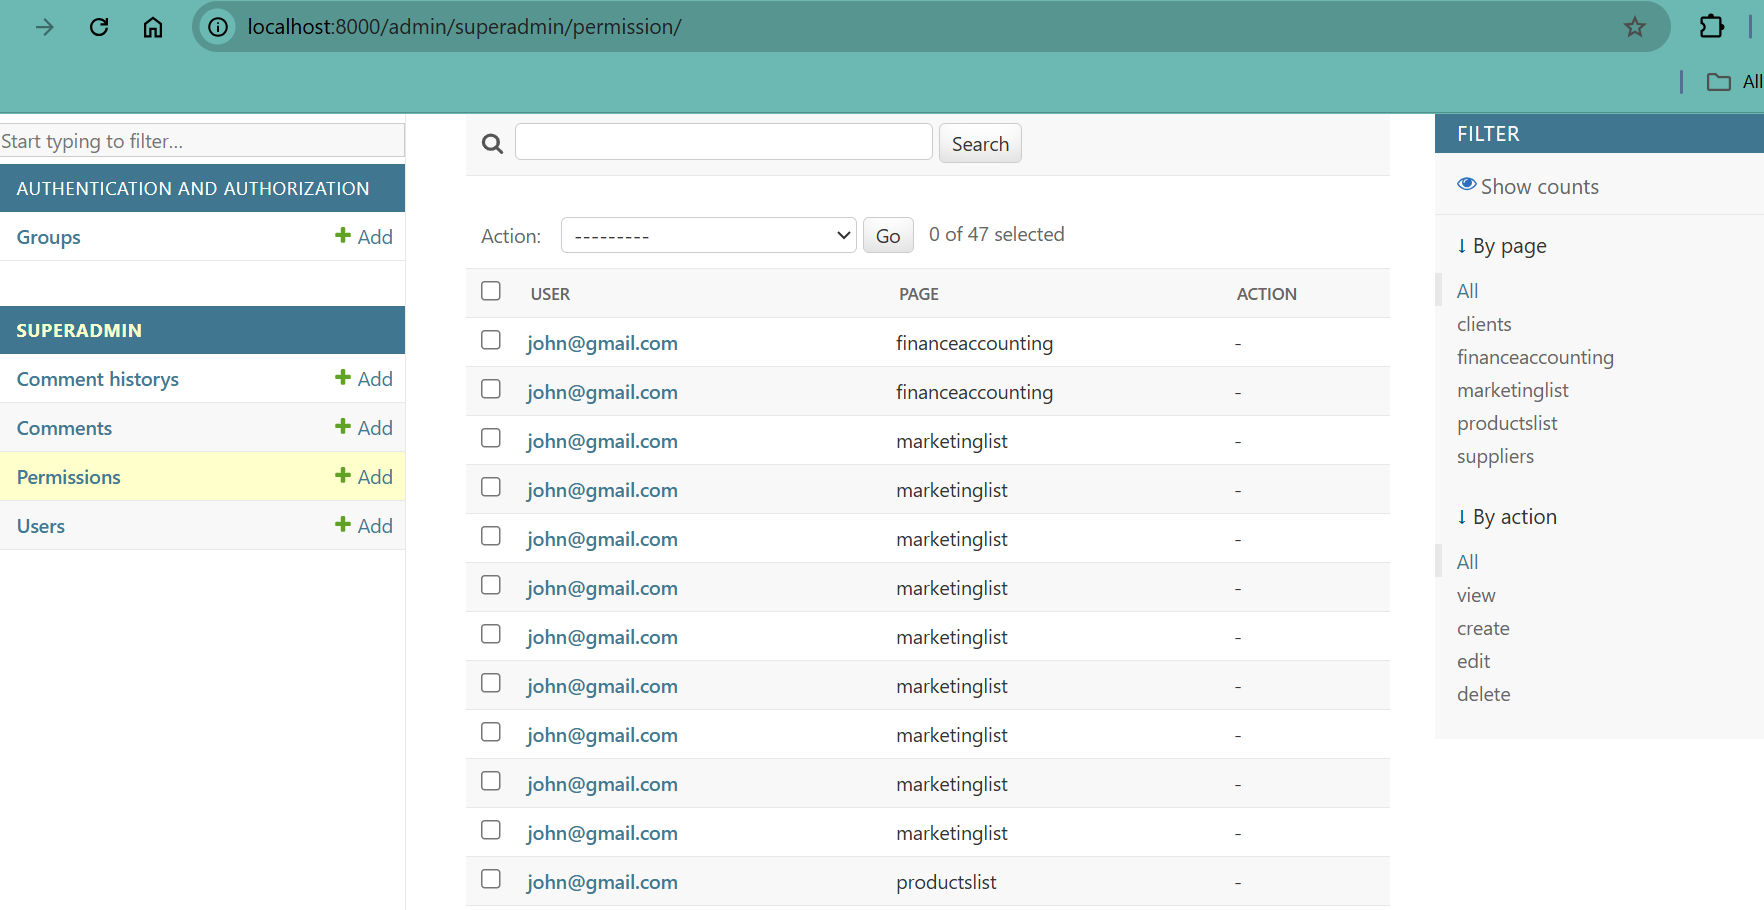 localhost:8000/admin/superadmin/permission/
All
Start typing to filter...
AUTHENTICATION AND AUTHORIZATION
Groups Add
SUPERADMIN
Comment historys Add
Comments Add
Permissions Add
Users Add
Search
Action: --------- Go 0 of 47 selected
USER PAGE ACTION
john@gmail.com financeaccounting -
john@gmail.com financeaccounting -
john@gmail.com marketinglist -
john@gmail.com marketinglist -
john@gmail.com marketinglist -
john@gmail.com marketinglist -
john@gmail.com marketinglist -
john@gmail.com marketinglist -
john@gmail.com marketinglist -
john@gmail.com marketinglist -
john@gmail.com marketinglist -
john@gmail.com productslist -
FILTER
Show counts
↓ By page
All
clients
financeaccounting
marketinglist
productslist
suppliers
↓ By action
All
view
create
edit
delete